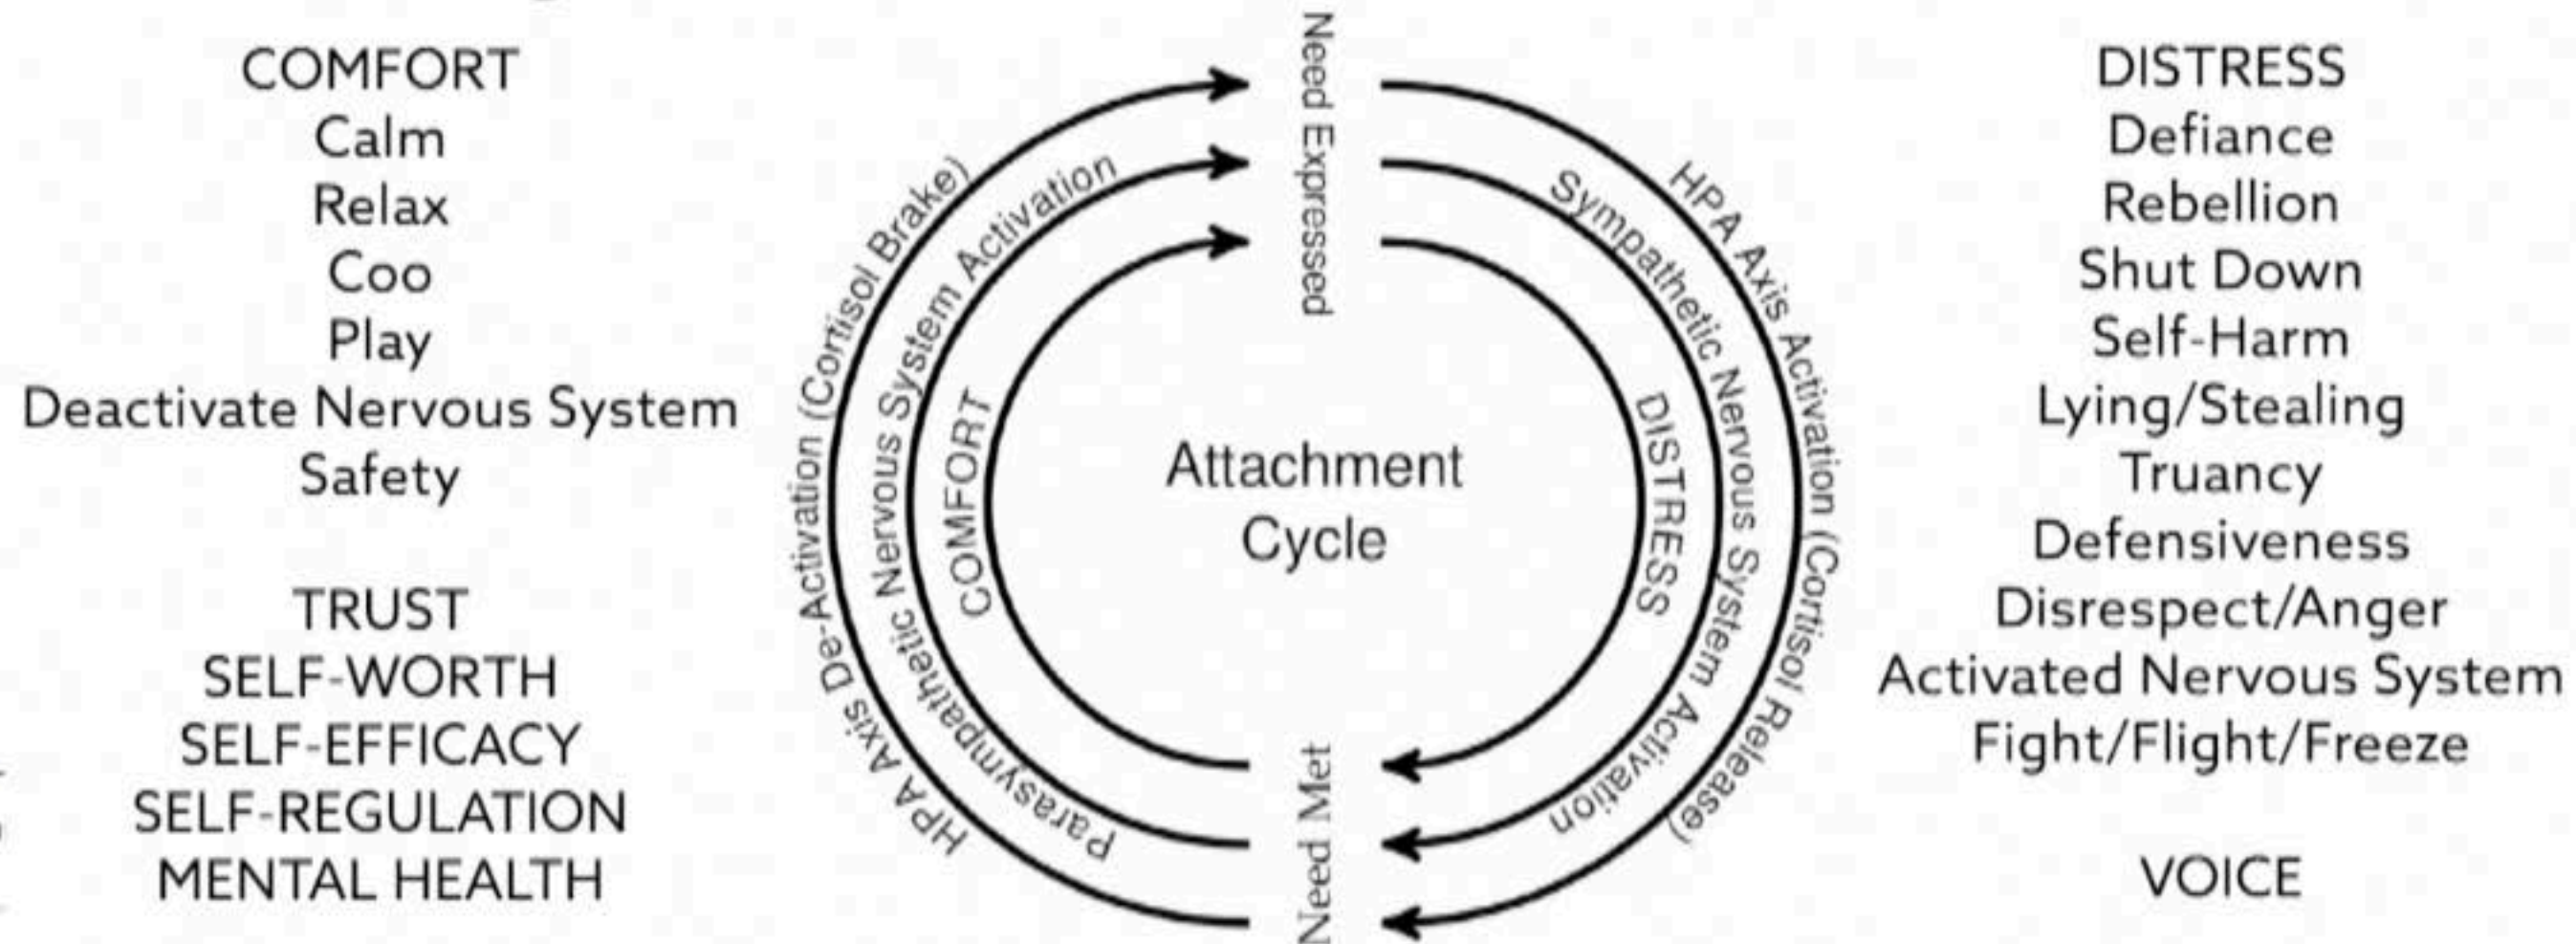 COMFORT
Calm
Relax
Coo
Play
Deactivate Nervous System
Safety
TRUST
SELF-WORTH
SELF-EFFICACY
SELF-REGULATION
MENTAL HEALTH
HPA Axis De-Activation (Cortisol Brake)
Parasympathetic Nervous System Activation
COMFORT
Need Expressed
Attachment
Cycle
Need Met
DISTRESS
Sympathetic Nervous System Activation
HPA Axis Activation (Cortisol Release)
DISTRESS
Defiance
Rebellion
Shut Down
Self-Harm
Lying/Stealing
Truancy
Defensiveness
Disrespect/Anger
Activated Nervous System
Fight/Flight/Freeze
VOICE